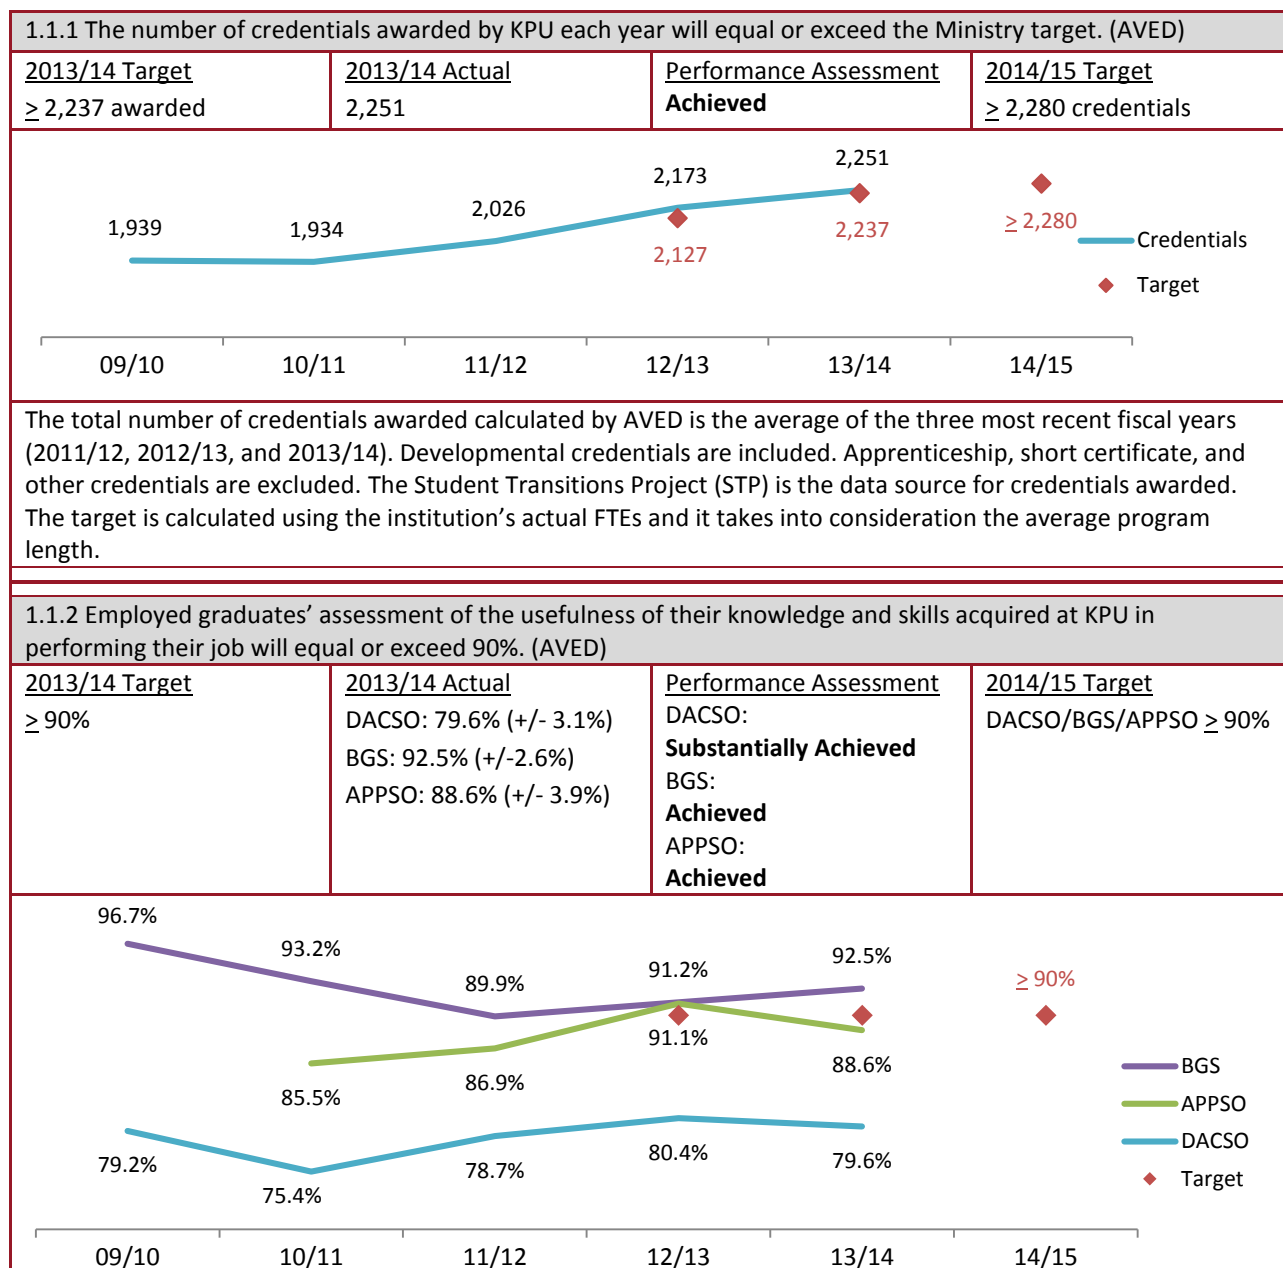 1.1.1 The number of credentials awarded by KPU each year will equal or exceed the Ministry target. (AVED)
2013/14 Target
≥ 2,237 awarded
2013/14 Actual
2,251
Performance Assessment
Achieved
2014/15 Target
≥ 2,280 credentials
1,939
1,934
2,026
2,173
2,251
2,127
2,237
≥ 2,280
Credentials
Target
09/10
10/11
11/12
12/13
13/14
14/15
The total number of credentials awarded calculated by AVED is the average of the three most recent fiscal years
(2011/12, 2012/13, and 2013/14). Developmental credentials are included. Apprenticeship, short certificate, and
other credentials are excluded. The Student Transitions Project (STP) is the data source for credentials awarded.
The target is calculated using the institution’s actual FTEs and it takes into consideration the average program
length.
1.1.2 Employed graduates’ assessment of the usefulness of their knowledge and skills acquired at KPU in
performing their job will equal or exceed 90%. (AVED)
2013/14 Target
≥ 90%
2013/14 Actual
DACSO: 79.6% (+/- 3.1%)
BGS: 92.5% (+/-2.6%)
APPSO: 88.6% (+/- 3.9%)
Performance Assessment
DACSO:
Substantially Achieved
BGS:
Achieved
APPSO:
Achieved
2014/15 Target
DACSO/BGS/APPSO ≥ 90%
96.7%
93.2%
89.9%
91.2%
92.5%
≥ 90%
85.5%
86.9%
91.1%
88.6%
79.2%
75.4%
78.7%
80.4%
79.6%
BGS
APPSO
DACSO
Target
09/10
10/11
11/12
12/13
13/14
14/15